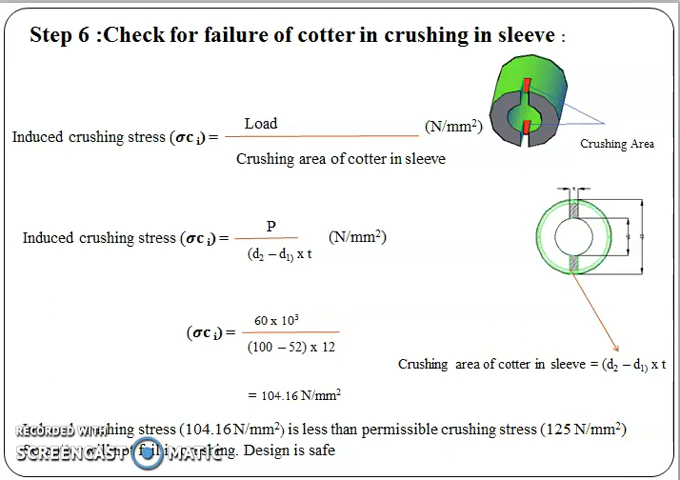 Step 6 :Check for failure of cotter in crushing in sleeve :
Induced crushing stress (σc i) = Load (N/mm²)
Crushing area of cotter in sleeve
Crushing Area
Induced crushing stress (σc i) = P (N/mm²)
(d₂ – d₁) x t
t
(σc i) = 60 x 10³
(100 – 52) x 12
Crushing area of cotter in sleeve = (d₂ – d₁) x t
= 104.16 N/mm²
crushing stress (104.16 N/mm²) is less than permissible crushing stress (125 N/mm²)
RECORDED WITH
crushing. Design is safe
SCREENCAST MATIC